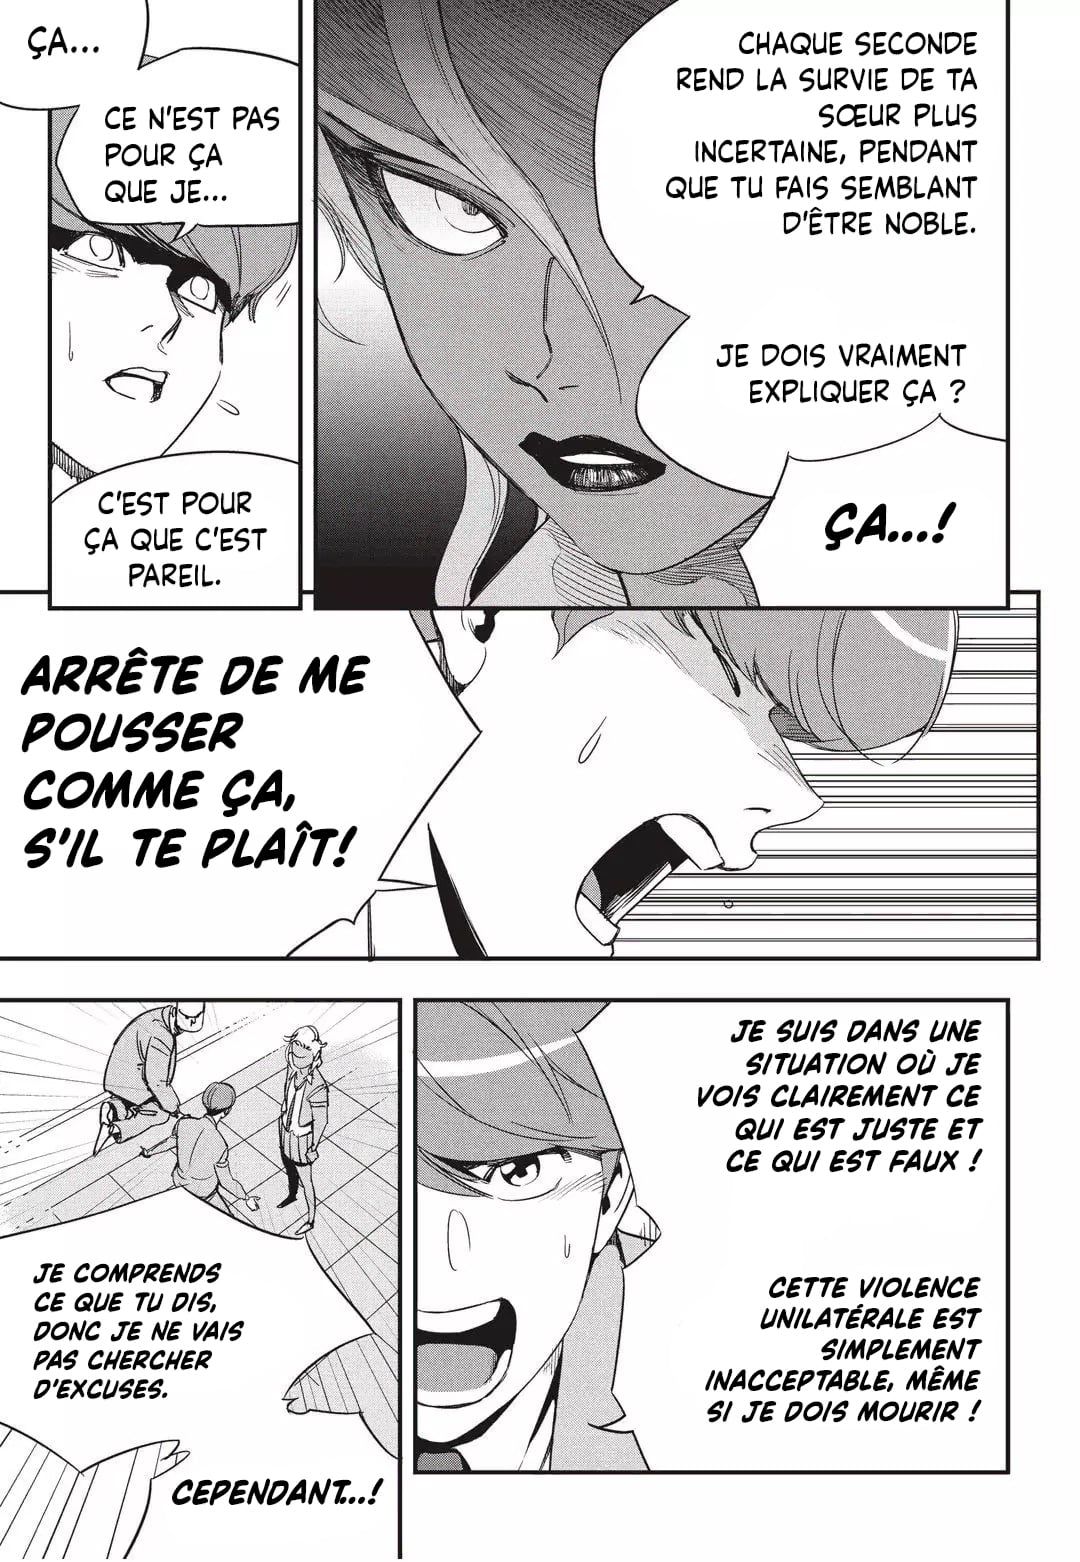 CHAQUE SECONDE
REND LA SURVIE DE TA
SŒUR PLUS
INCERTAINE, PENDANT
QUE TU FAIS SEMBLANT
D'ÊTRE NOBLE.
JE DOIS VRAIMENT
EXPLIQUER ÇA ?
ÇA...
CE N'EST PAS
POUR ÇA
QUE JE...
C'EST POUR
ÇA QUE C'EST
PAREIL.
ÇA...!
ARRÊTE DE ME
POUSSER
COMME ÇA,
S'IL TE PLAÎT!
JE SUIS DANS UNE
SITUATION OÙ JE
VOIS CLAIREMENT CE
QUI EST JUSTE ET
CE QUI EST FAUX !
CETTE VIOLENCE
UNILATÉRALE EST
SIMPLEMENT
INACCEPTABLE, MÊME
SI JE DOIS MOURIR !
JE COMPRENDS
CE QUE TU DIS,
DONC JE NE VAIS
PAS CHERCHER
D'EXCUSES.
CEPENDANT...!